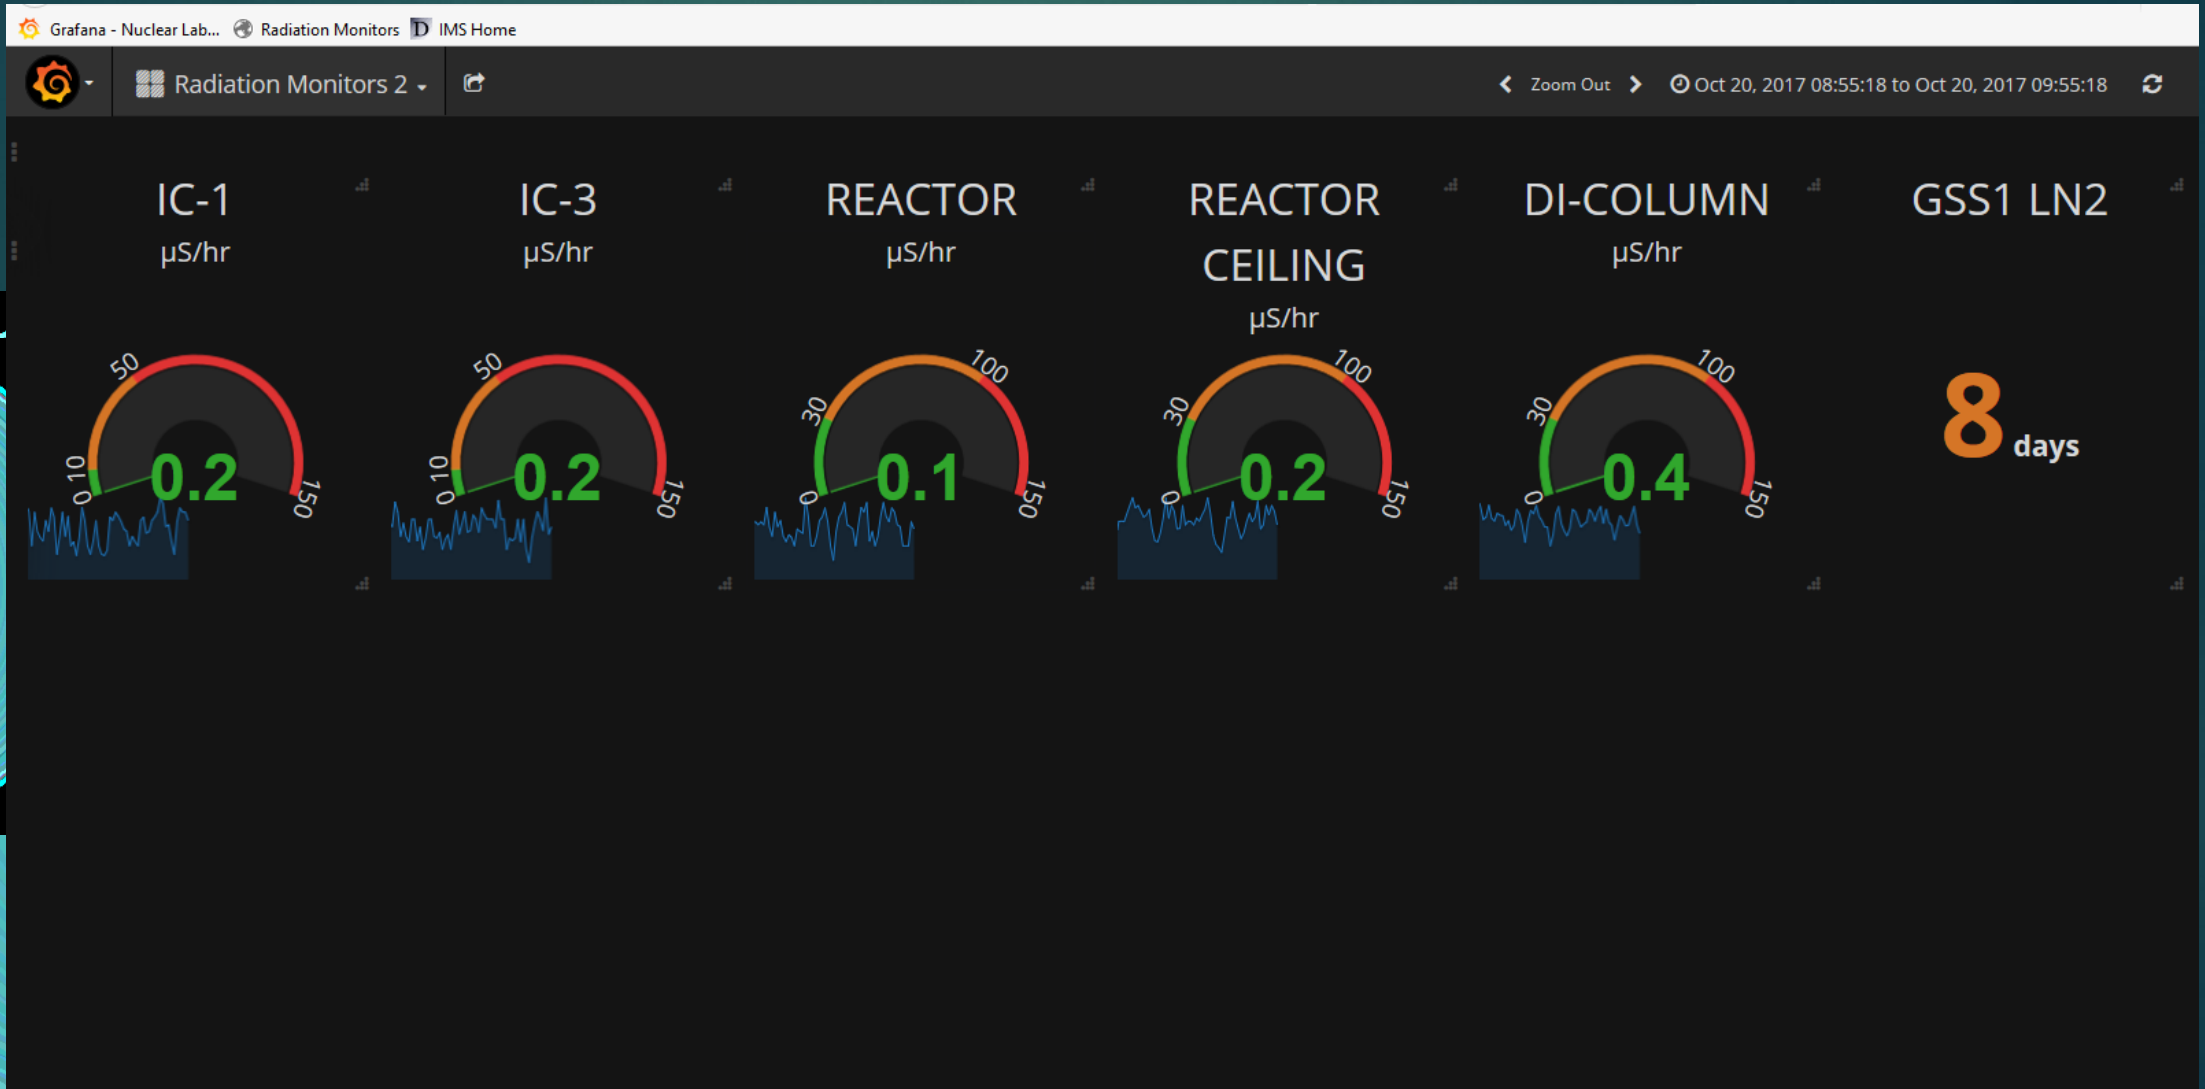 Grafana - Nuclear Lab... Radiation Monitors D IMS Home
Radiation Monitors 2 Zoom Out Oct 20, 2017 08:55:18 to Oct 20, 2017 09:55:18
IC-1
µS/hr
0 10 50 150
0.2
IC-3
µS/hr
0 10 50 150
0.2
REACTOR
µS/hr
0 30 100 150
0.1
REACTOR
CEILING
µS/hr
0 30 100 150
0.2
DI-COLUMN
µS/hr
0 30 100 150
0.4
GSS1 LN2
8 days